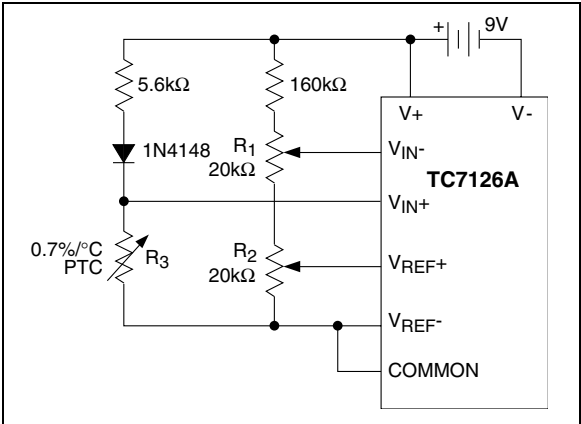 + 9V
5.6kΩ
160kΩ
V+
V-
1N4148
R1
20kΩ
VIN-
TC7126A
VIN+
0.7%/°C
PTC
R3
R2
20kΩ
VREF+
VREF-
COMMON